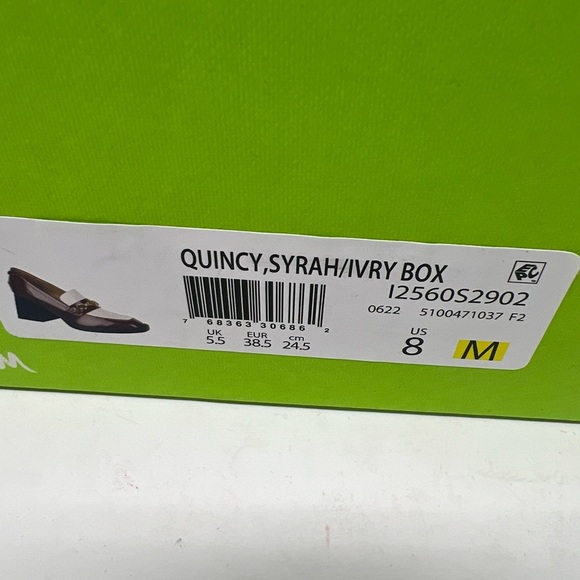 QUINCY,SYRAH/IVRY BOX
I2560S2902
0622 5100471037 F2
7 68363 30686 2
UK EUR cm US
5.5 38.5 24.5 8 M